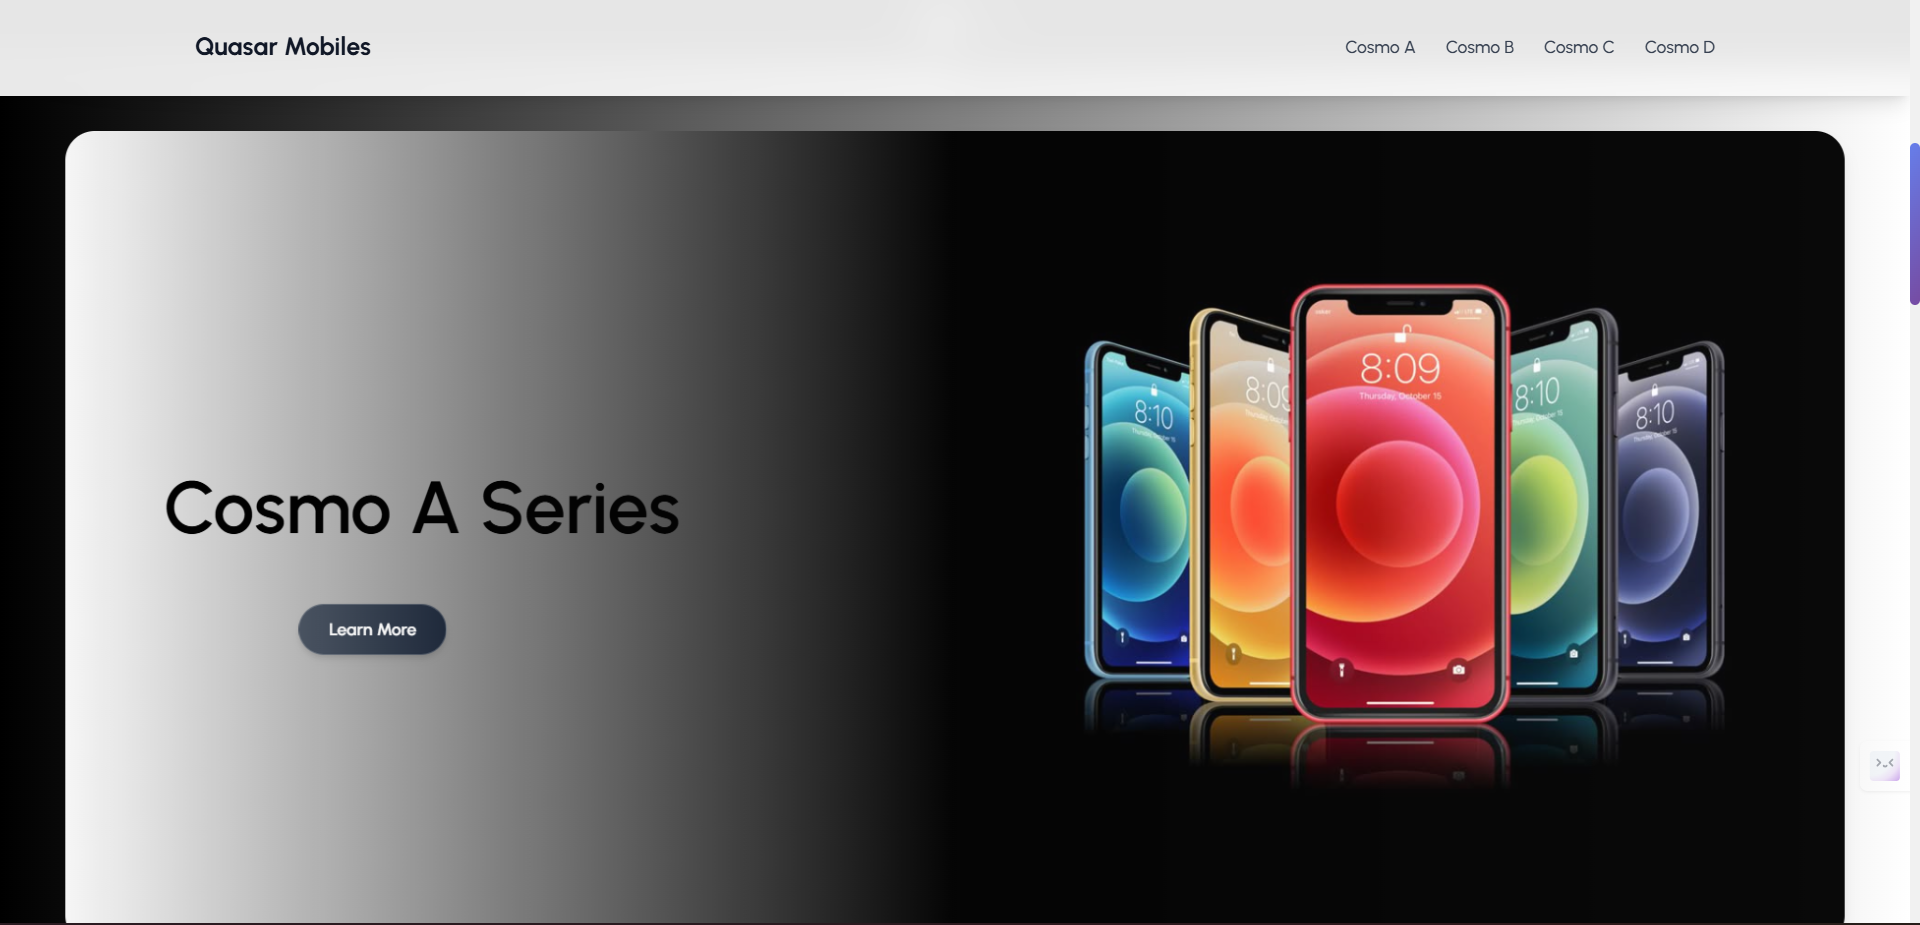 Quasar Mobiles
Cosmo A
Cosmo B
Cosmo C
Cosmo D
Cosmo A Series
Learn More
8:10
8:09
8:09
Thursday, October 15
8:10
8:10